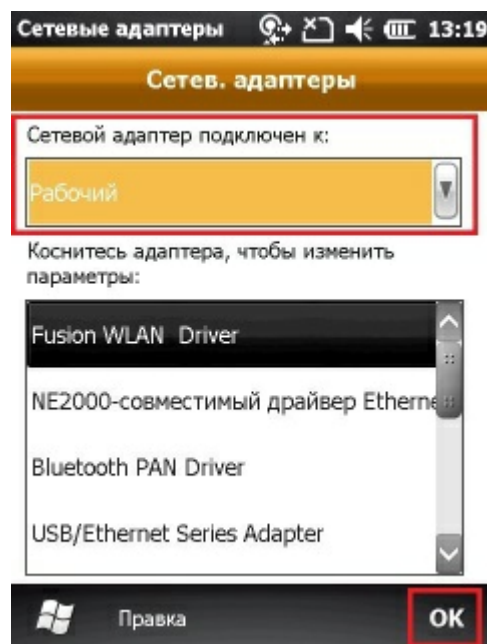 Сетевые адаптеры 13:19
Сетев. адаптеры
Сетевой адаптер подключен к:
Рабочий
Коснитесь адаптера, чтобы изменить
параметры:
Fusion WLAN Driver
NE2000-совместимый драйвер Etherne
Bluetooth PAN Driver
USB/Ethernet Series Adapter
Правка OK